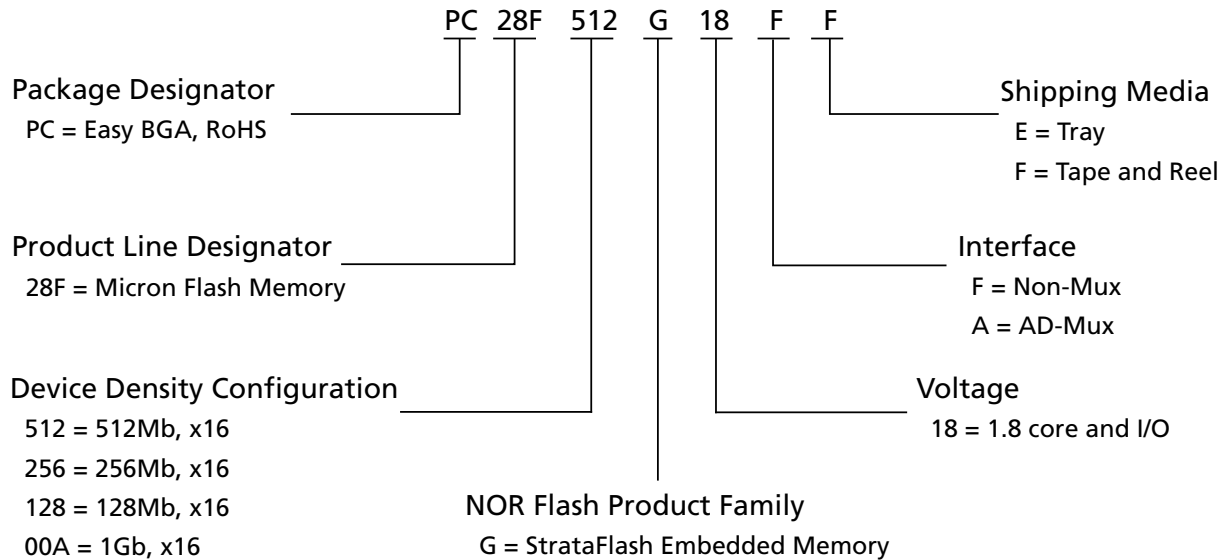 PC 28F 512 G 18 F F
Package Designator
PC = Easy BGA, RoHS
Product Line Designator
28F = Micron Flash Memory
Device Density Configuration
512 = 512Mb, x16
256 = 256Mb, x16
128 = 128Mb, x16
00A = 1Gb, x16
NOR Flash Product Family
G = StrataFlash Embedded Memory
Shipping Media
E = Tray
F = Tape and Reel
Interface
F = Non-Mux
A = AD-Mux
Voltage
18 = 1.8 core and I/O